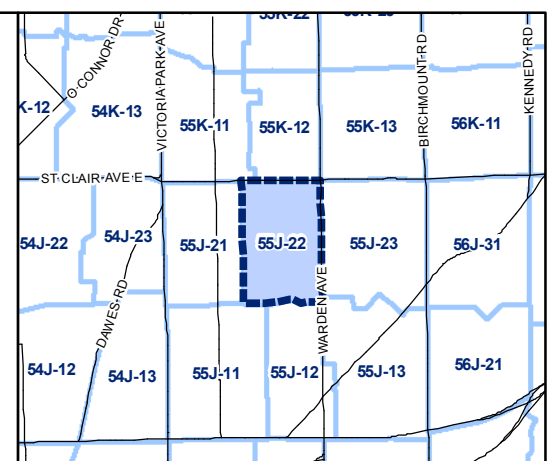 55K-22
O CONNOR DR
VICTORIA PARK AVE
BIRCHMOUNT RD
KENNEDY RD
K-12
54K-13
55K-11
55K-12
55K-13
56K-11
ST CLAIR AVE E
54J-22
54J-23
55J-21
55J-22
55J-23
56J-31
DAWES RD
WARDEN AVE
54J-12
54J-13
55J-11
55J-12
55J-13
56J-21